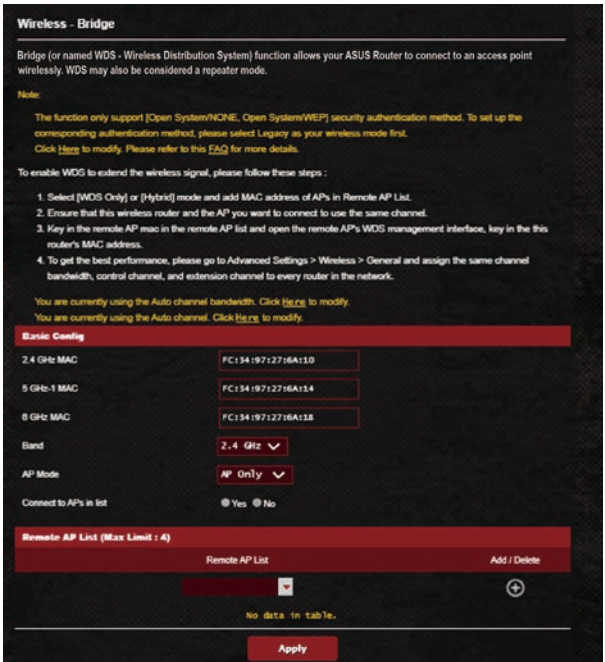 Wireless - Bridge
Bridge (or named WDS - Wireless Distribution System) function allows your ASUS Router to connect to an access point
wirelessly. WDS may also be considered a repeater mode.
Note:
The function only support [Open System/NONE, Open System/WEP] security authentication method. To set up the
corresponding authentication method, please select Legacy as your wireless mode first.
Click Here to modify. Please refer to this FAQ for more details.
To enable WDS to extend the wireless signal, please follow these steps :
1. Select [WDS Only] or [Hybrid] mode and add MAC address of APs in Remote AP List.
2. Ensure that this wireless router and the AP you want to connect to use the same channel.
3. Key in the remote AP mac in the remote AP list and open the remote AP's WDS management interface, key in the this
router's MAC address.
4. To get the best performance, please go to Advanced Settings > Wireless > General and assign the same channel
bandwidth, control channel, and extension channel to every router in the network.
You are currently using the Auto channel bandwidth. Click Here to modify.
You are currently using the Auto channel. Click Here to modify.
Basic Config
2.4 GHz MAC FC:34:97:27:6A:10
5 GHz-1 MAC FC:34:97:27:6A:14
6 GHz MAC FC:34:97:27:6A:18
Band 2.4 GHz
AP Mode AP Only
Connect to APs in list Yes No
Remote AP List (Max Limit : 4)
Remote AP List Add / Delete
No data in table.
Apply